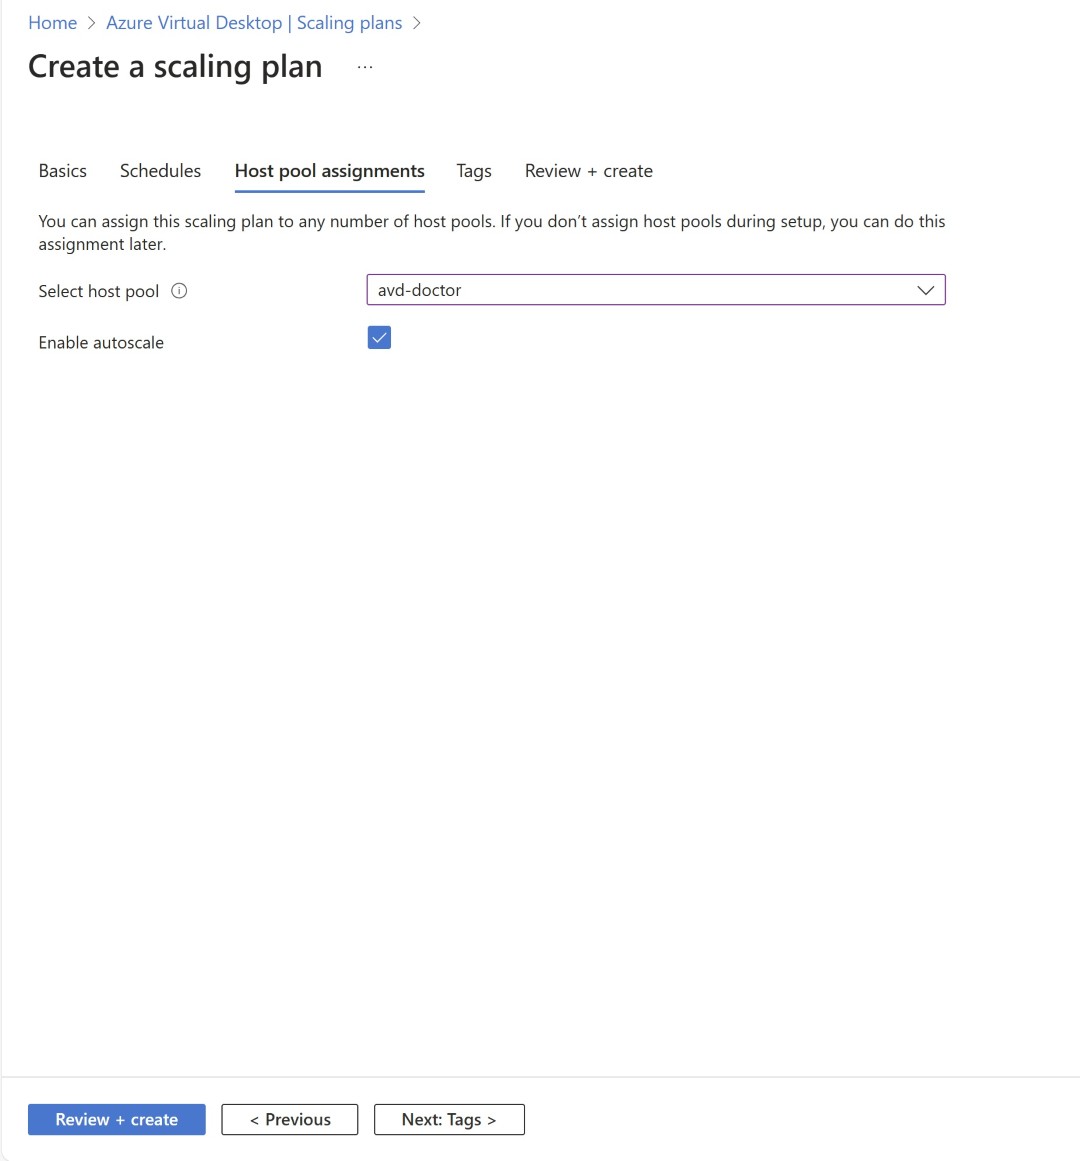 Home > Azure Virtual Desktop | Scaling plans >
Create a scaling plan ...
Basics Schedules Host pool assignments Tags Review + create
You can assign this scaling plan to any number of host pools. If you don’t assign host pools during setup, you can do this
assignment later.
Select host pool avd-doctor
Enable autoscale
Review + create < Previous Next: Tags >